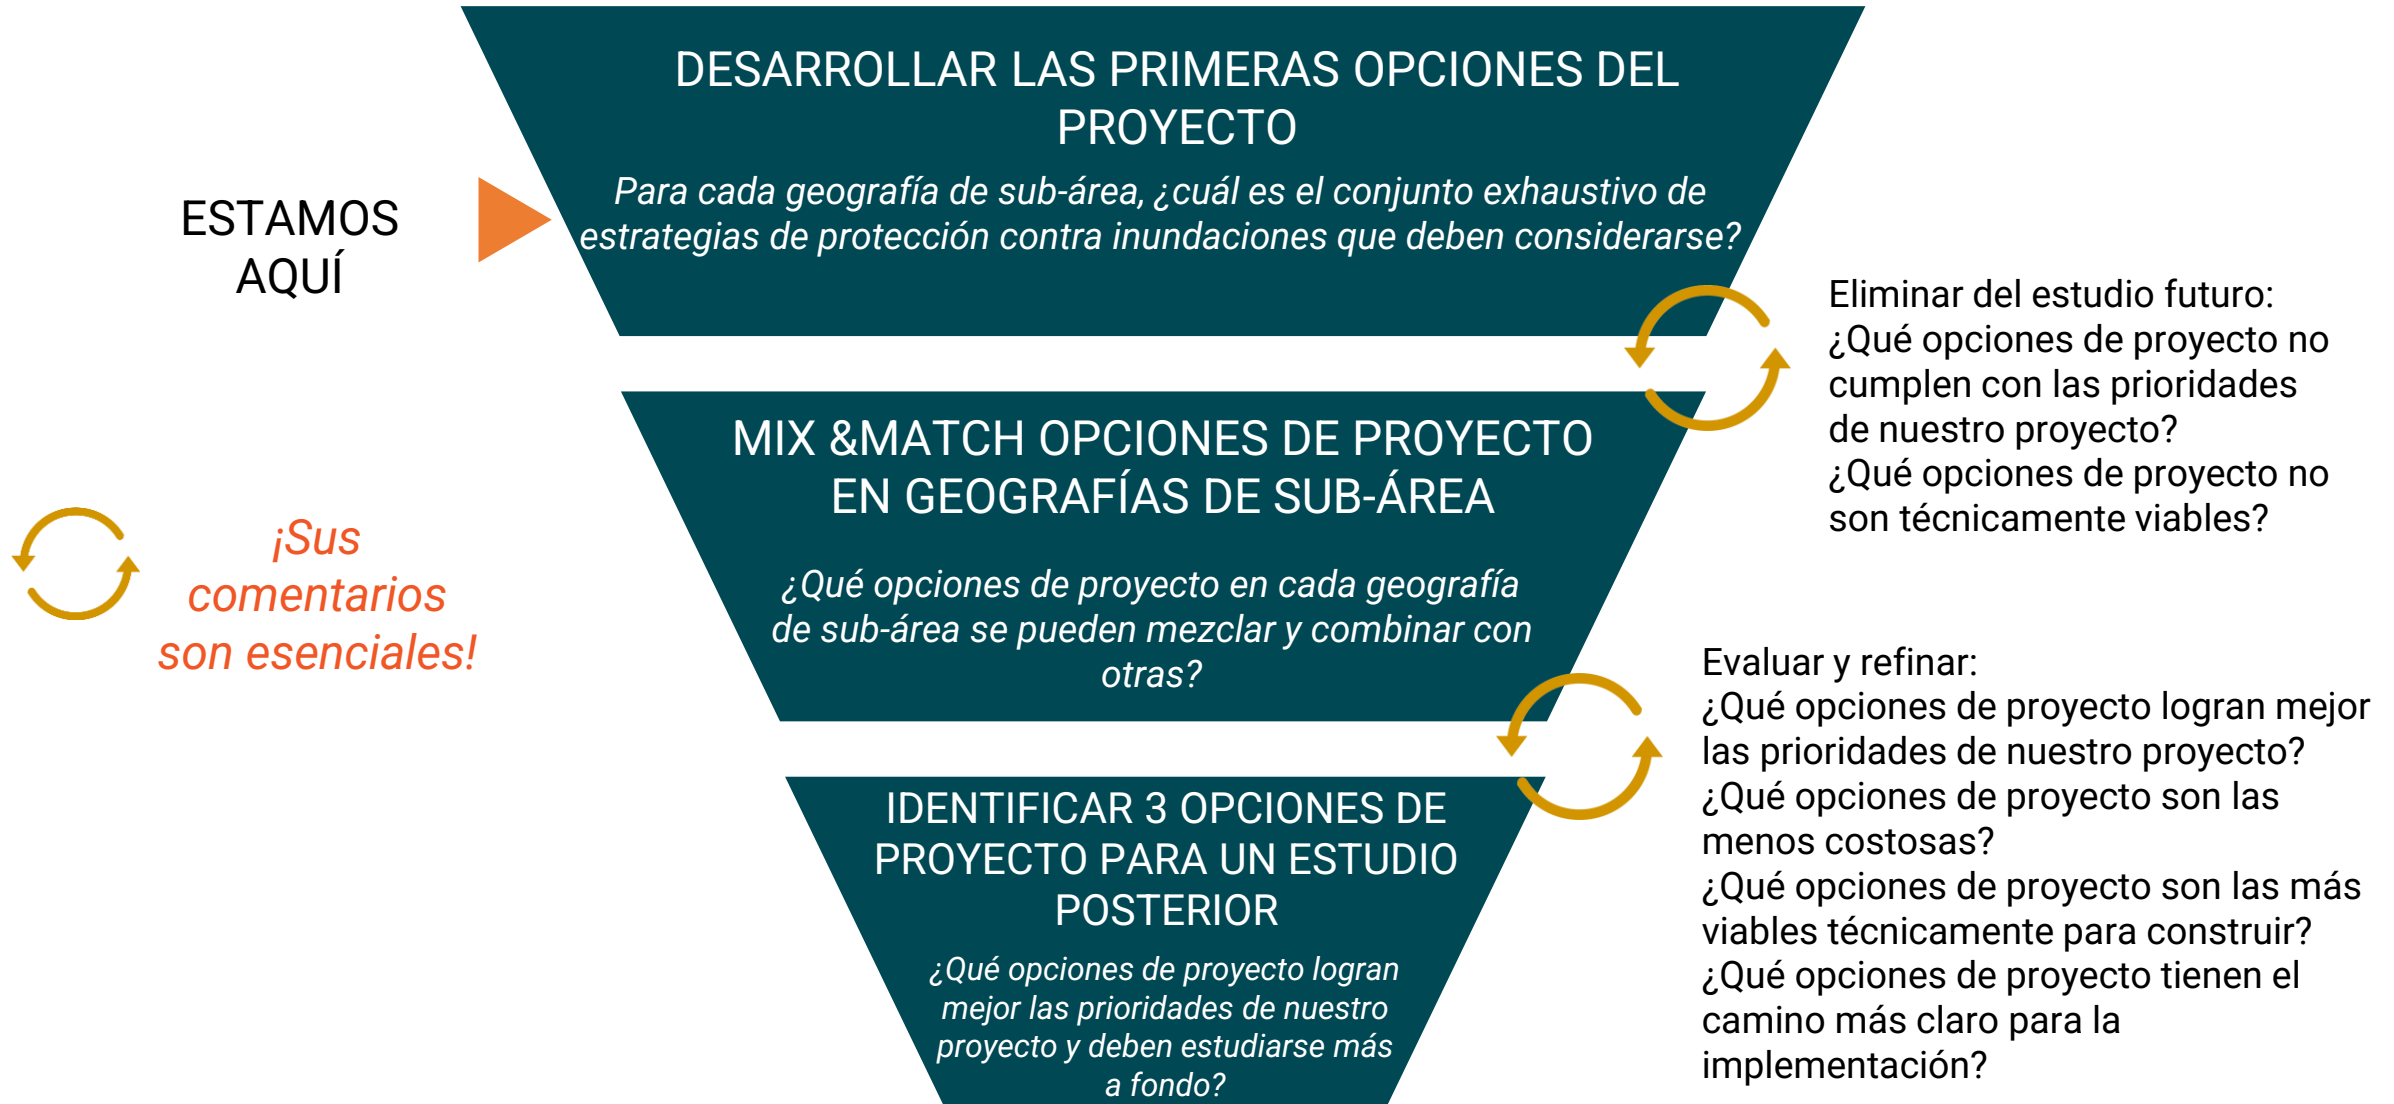 DESARROLLAR LAS PRIMERAS OPCIONES DEL
PROYECTO
Para cada geografía de sub-área, ¿cuál es el conjunto exhaustivo de
estrategias de protección contra inundaciones que deben considerarse?
ESTAMOS
AQUÍ
Eliminar del estudio futuro:
¿Qué opciones de proyecto no
cumplen con las prioridades
de nuestro proyecto?
¿Qué opciones de proyecto no
son técnicamente viables?
MIX &MATCH OPCIONES DE PROYECTO
EN GEOGRAFÍAS DE SUB-ÁREA
¿Qué opciones de proyecto en cada geografía
de sub-área se pueden mezclar y combinar con
otras?
¡Sus
comentarios
son esenciales!
Evaluar y refinar:
¿Qué opciones de proyecto logran mejor
las prioridades de nuestro proyecto?
¿Qué opciones de proyecto son las
menos costosas?
¿Qué opciones de proyecto son las más
viables técnicamente para construir?
¿Qué opciones de proyecto tienen el
camino más claro para la
implementación?
IDENTIFICAR 3 OPCIONES DE
PROYECTO PARA UN ESTUDIO
POSTERIOR
¿Qué opciones de proyecto logran
mejor las prioridades de nuestro
proyecto y deben estudiarse más
a fondo?